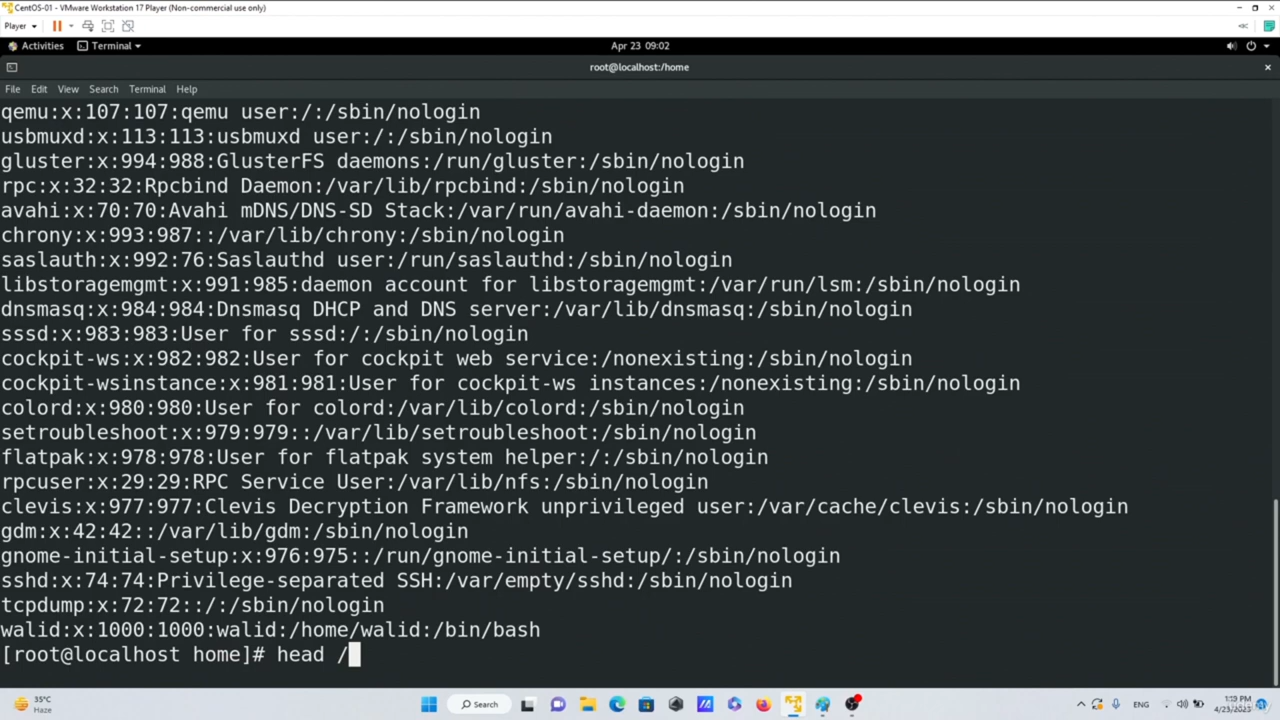 CentOS-01 - VMware Workstation 17 Player (Non-commercial use only)
Player
Activities Terminal Apr 23 09:02
root@localhost:/home
File Edit View Search Terminal Help
qemu:x:107:107:qemu user:/:/sbin/nologin
usbmuxd:x:113:113:usbmuxd user:/:/sbin/nologin
gluster:x:994:988:GlusterFS daemons:/run/gluster:/sbin/nologin
rpc:x:32:32:Rpcbind Daemon:/var/lib/rpcbind:/sbin/nologin
avahi:x:70:70:Avahi mDNS/DNS-SD Stack:/var/run/avahi-daemon:/sbin/nologin
chrony:x:993:987::/var/lib/chrony:/sbin/nologin
saslauth:x:992:76:Saslauthd user:/run/saslauthd:/sbin/nologin
libstoragemgmt:x:991:985:daemon account for libstoragemgmt:/var/run/lsm:/sbin/nologin
dnsmasq:x:984:984:Dnsmasq DHCP and DNS server:/var/lib/dnsmasq:/sbin/nologin
sssd:x:983:983:User for sssd:/:/sbin/nologin
cockpit-ws:x:982:982:User for cockpit web service:/nonexisting:/sbin/nologin
cockpit-wsinstance:x:981:981:User for cockpit-ws instances:/nonexisting:/sbin/nologin
colord:x:980:980:User for colord:/var/lib/colord:/sbin/nologin
setroubleshoot:x:979:979::/var/lib/setroubleshoot:/sbin/nologin
flatpak:x:978:978:User for flatpak system helper:/:/sbin/nologin
rpcuser:x:29:29:RPC Service User:/var/lib/nfs:/sbin/nologin
clevis:x:977:977:Clevis Decryption Framework unprivileged user:/var/cache/clevis:/sbin/nologin
gdm:x:42:42::/var/lib/gdm:/sbin/nologin
gnome-initial-setup:x:976:975::/run/gnome-initial-setup/:/sbin/nologin
sshd:x:74:74:Privilege-separated SSH:/var/empty/sshd:/sbin/nologin
tcpdump:x:72:72::/:/sbin/nologin
walid:x:1000:1000:walid:/home/walid:/bin/bash
[root@localhost home]# head /
35°C
Haze
Search
ENG
1:19 PM
4/23/2023